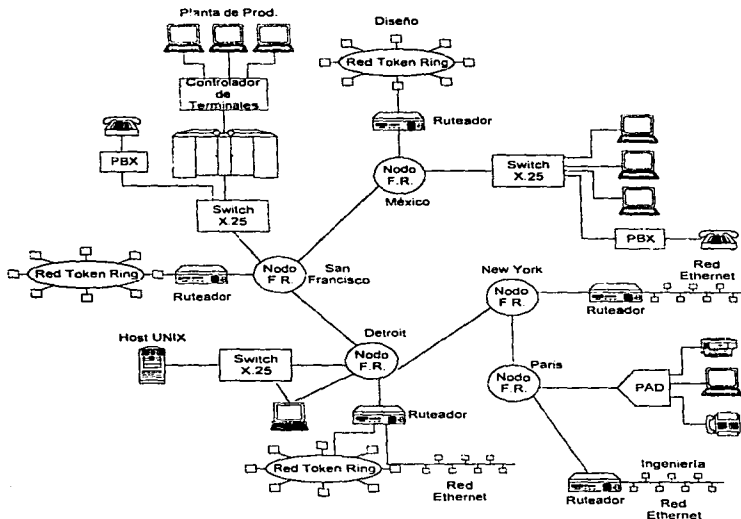 Planta de Prod.
Controlador
de
Terminales
PBX
Switch
X.25
Diseño
Red Token Ring
Ruteador
Nodo
F.R.
México
Switch
X.25
PBX
Red
Ethernet
Red Token Ring
Ruteador
Nodo
F R.
San
Francisco
New York
Nodo
F.R.
Ruteador
Host UNIX
Switch
X.25
Detroit
Nodo
F.R.
Ruteador
Red Token Ring
Red
Ethernet
Paris
Nodo
F.R.
PAD
Ingeniería
Ruteador
Red
Ethernet